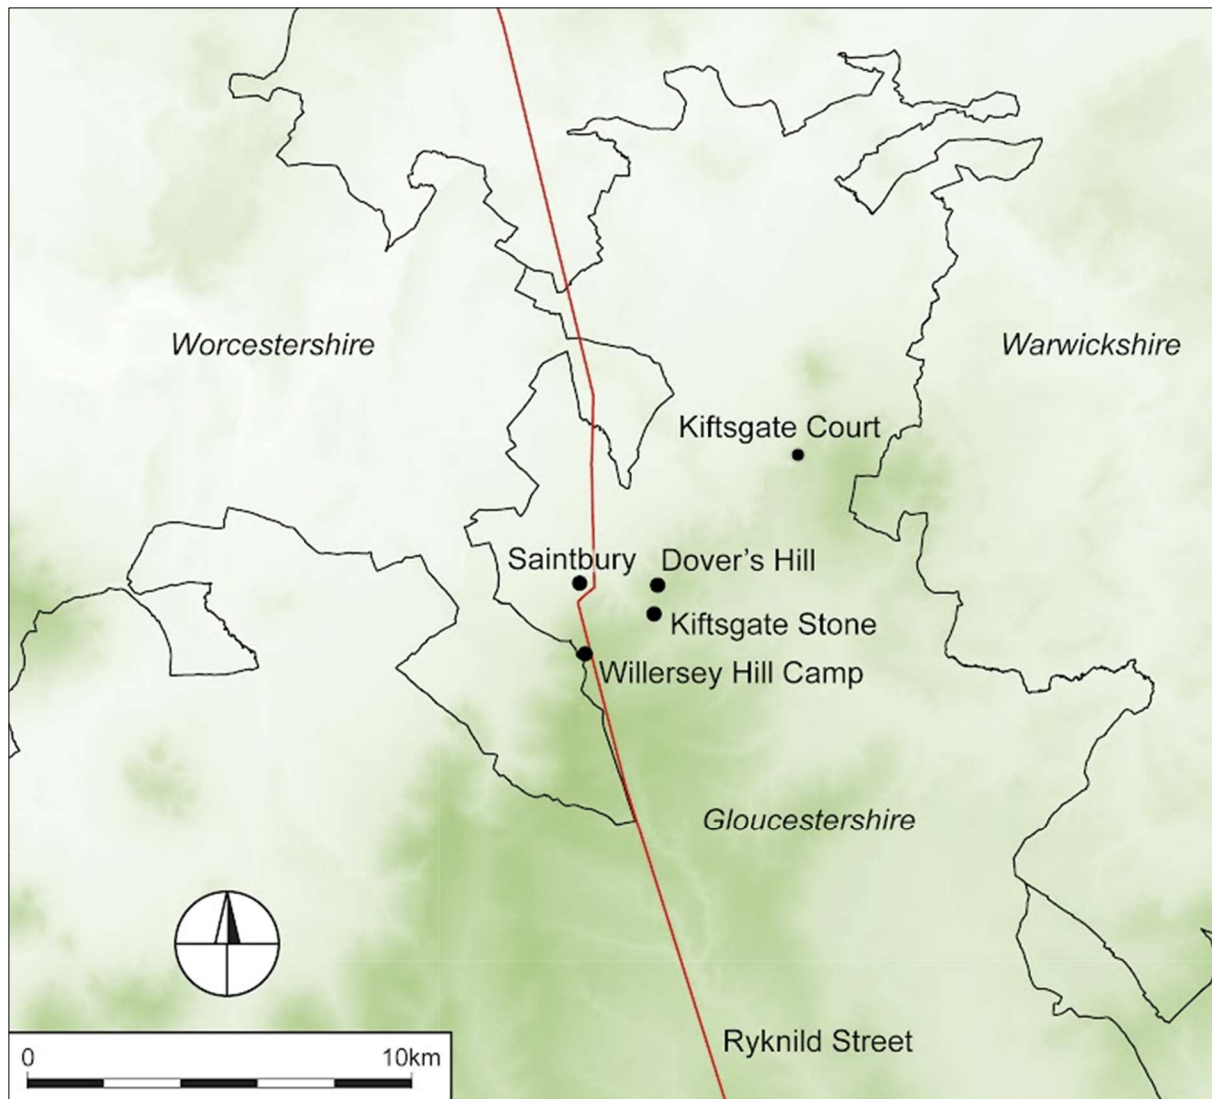 Worcestershire
Warwickshire
Kiftsgate Court
Saintbury
Dover’s Hill
Kiftsgate Stone
Willersey Hill Camp
Gloucestershire
Ryknild Street
0
10km